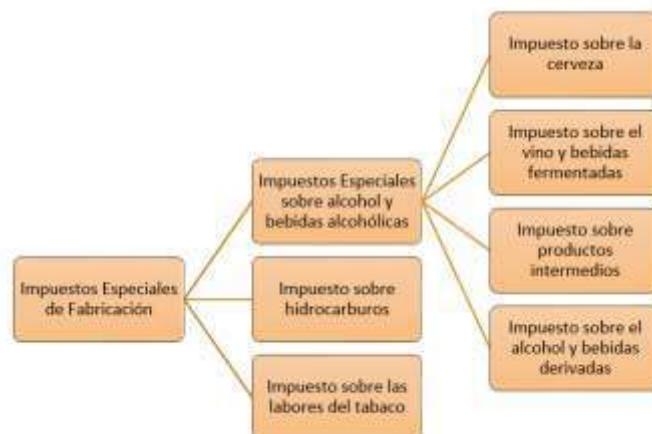 Impuestos Especiales
de Fabricación
Impuestos Especiales
sobre alcohol y
bebidas alcohólicas
Impuesto sobre
hidrocarburos
Impuesto sobre las
labores del tabaco
Impuesto sobre la
cerveza
Impuesto sobre el
vino y bebidas
fermentadas
Impuesto sobre
productos
intermedios
Impuesto sobre el
alcohol y bebidas
derivadas